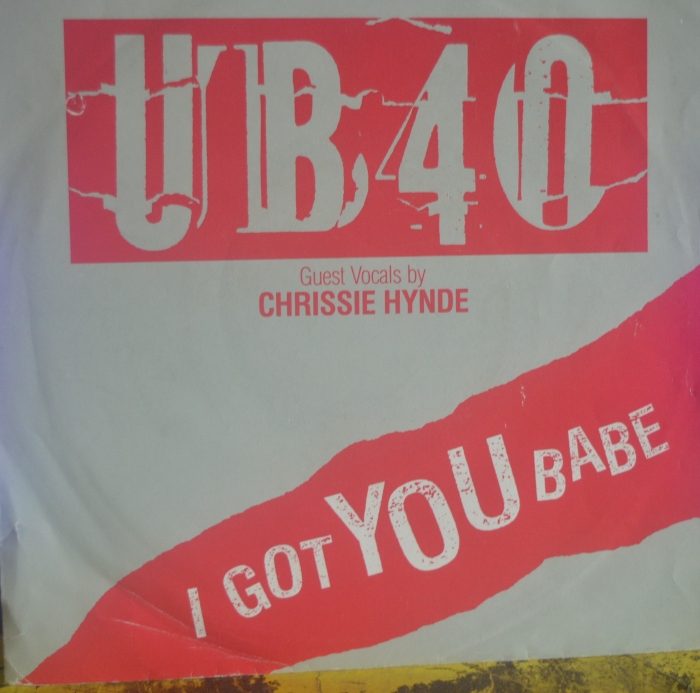 UB40
Guest Vocals by
CHRISSIE HYNDE
I GOT YOU BABE